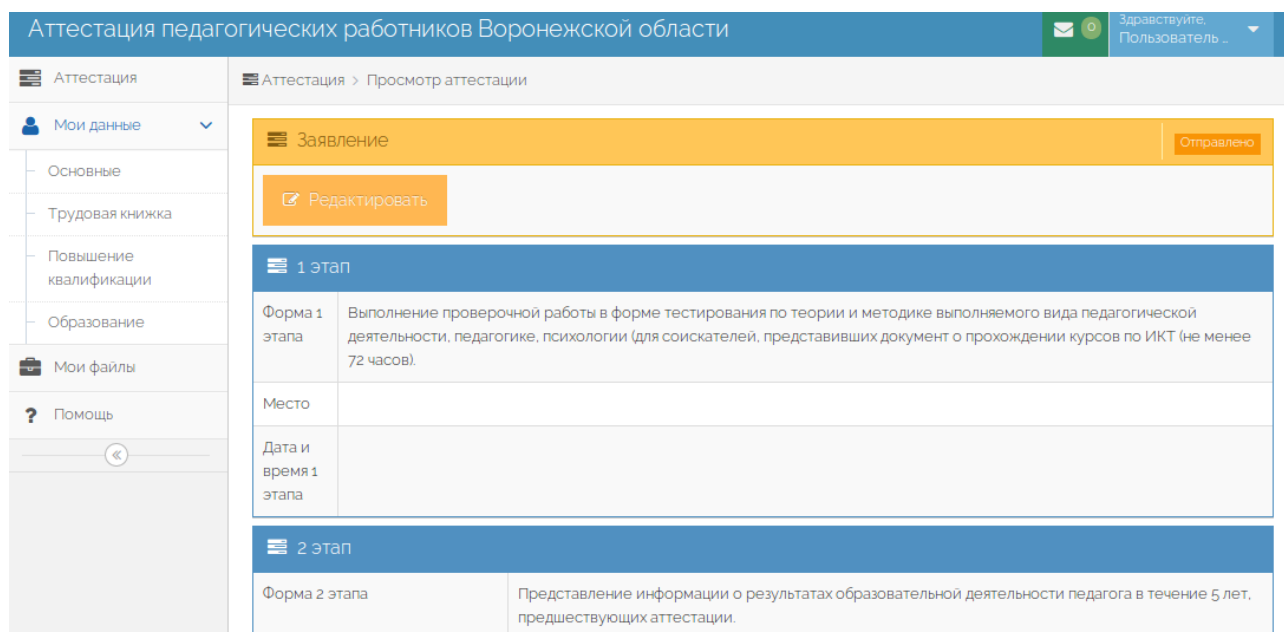 Аттестация педагогических работников Воронежской области
0
Здравствуйте,
Пользователь ...
Аттестация
Мои данные
Основные
Трудовая книжка
Повышение
квалификации
Образование
Мои файлы
? Помощь
Аттестация > Просмотр аттестации
Заявление
Отправлено
Редактировать
1 этап
Форма 1
этапа
Выполнение проверочной работы в форме тестирования по теории и методике выполняемого вида педагогической
деятельности, педагогике, психологии (для соискателей, представивших документ о прохождении курсов по ИКТ (не менее
72 часов).
Место
Дата и
время 1
этапа
2 этап
Форма 2 этапа
Представление информации о результатах образовательной деятельности педагога в течение 5 лет,
предшествующих аттестации.